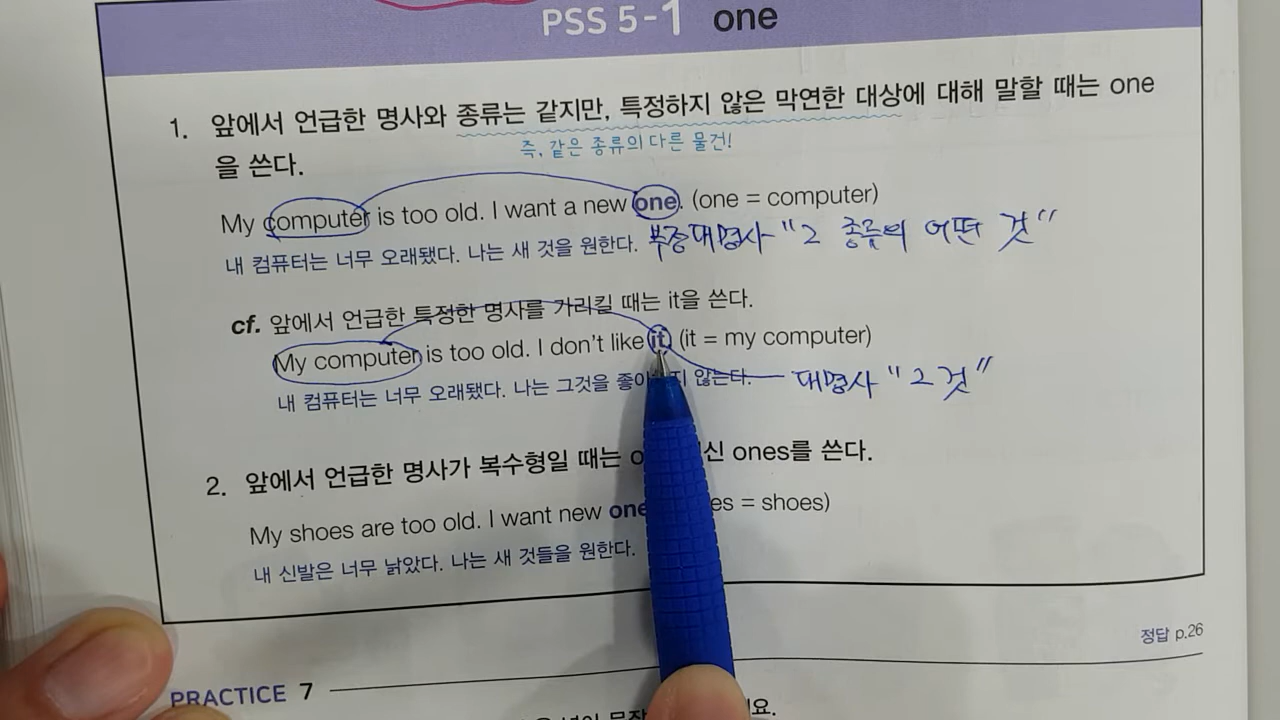 PSS 5-1 one
1. 앞에서 언급한 명사와 종류는 같지만, 특정하지 않은 막연한 대상에 대해 말할 때는 one
을 쓴다.
즉, 같은 종류의 다른 물건!
My computer is too old. I want a new one. (one = computer)
내 컴퓨터는 너무 오래됐다. 나는 새 것을 원한다. 부정대명사 "그 종류의 어떤 것"
cf. 앞에서 언급한 특정한 명사를 가리킬 때는 it을 쓴다.
My computer is too old. I don't like it. (it = my computer)
내 컴퓨터는 너무 오래됐다. 나는 그것을 좋아 지 않는다. 대명사 "그것"
2. 앞에서 언급한 명사가 복수형일 때는 ones를 쓴다.
My shoes are too old. I want new = shoes)
내 신발은 너무 낡았다. 나는 새 것들을 원한다.
정답 p.26
PRACTICE 7